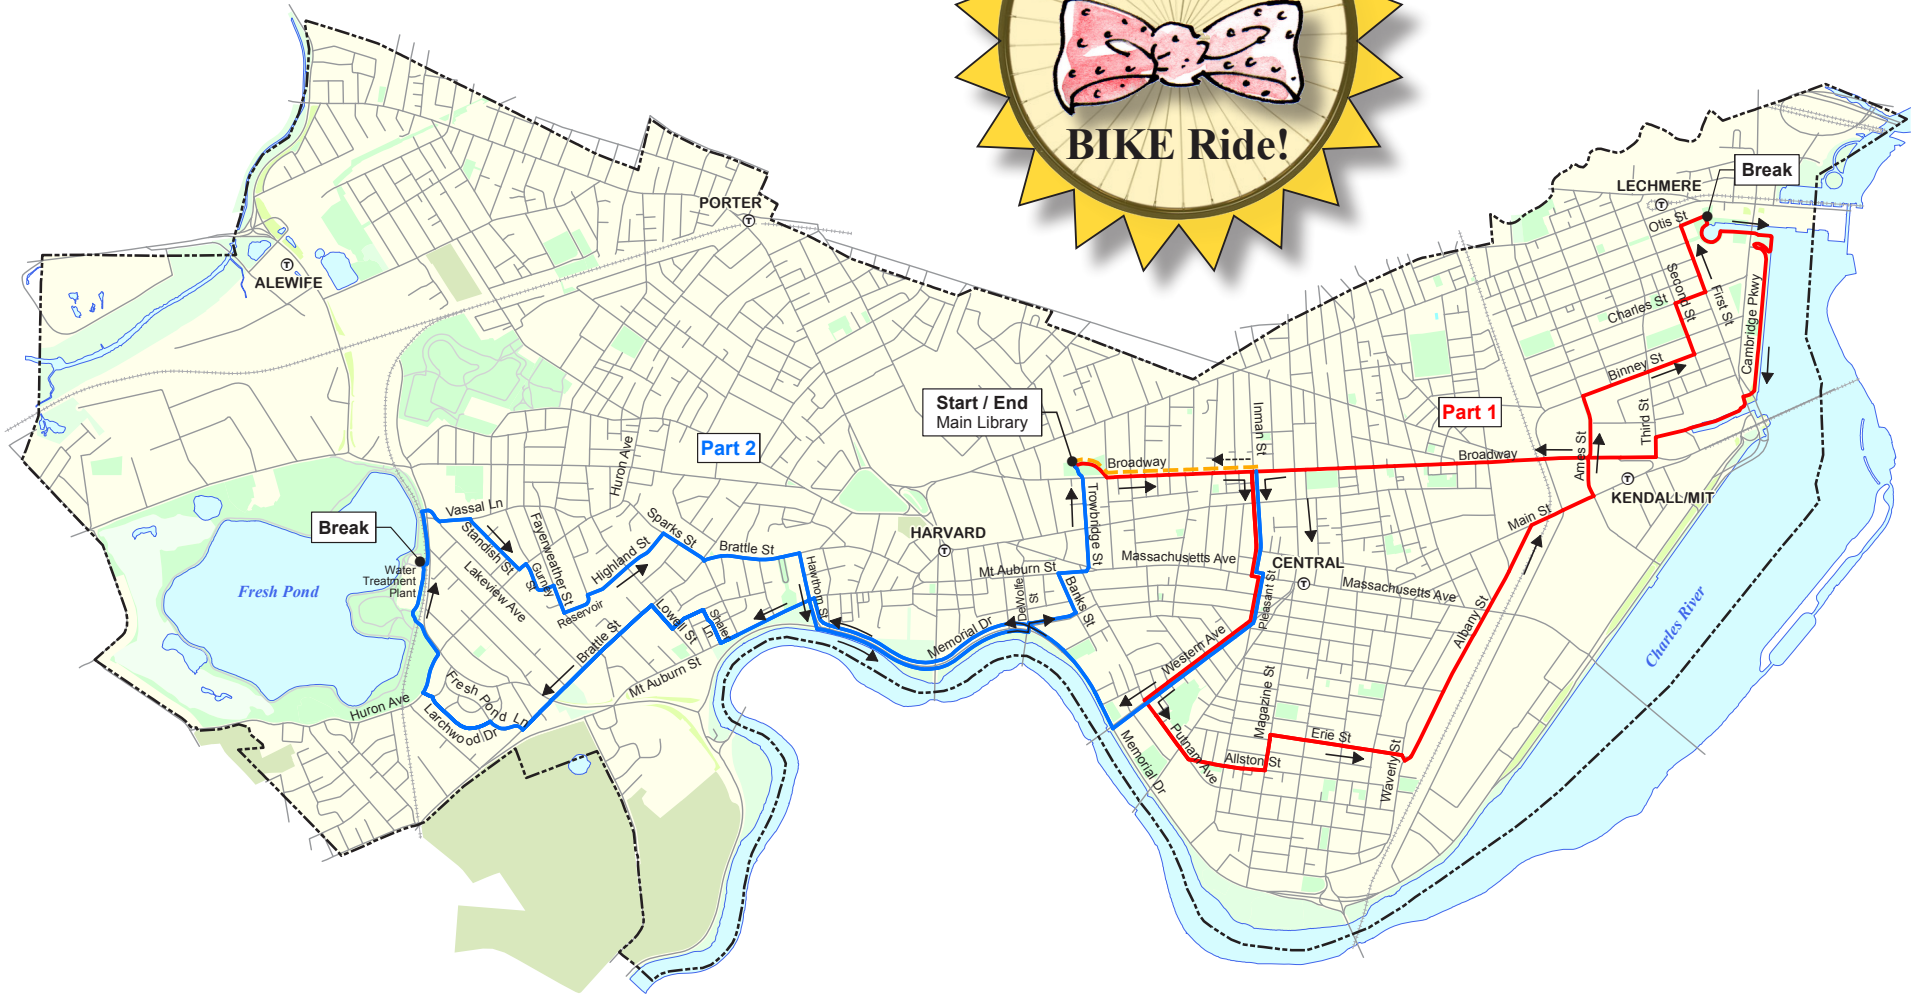 BIKE Ride!
Break
LECHMERE
Otis St
PORTER
ALEWIFE
Second St
First St
Charles St
Cambridge Pkwy
Binney St
Start / End
Main Library
Part 1
Inman St
Third St
Ames St
Part 2
Huron Ave
Broadway
Broadway
KENDALL/MIT
Trowbridge St
Vassal Ln
Break
Standish St
Fayerweather St
Sparks St
Main St
HARVARD
Brattle St
Massachusetts Ave
CENTRAL
Massachusetts Ave
Water
Treatment
Plant
Fresh Pond
Lakeview Ave
Gurney
St
Highland St
Reservoir
Hawthorn St
Mt Auburn St
Banks St
DeWolfe
St
Pleasant St
Albany St
Charles River
Lowell St
Shaler
Ln
Brattle St
Memorial Dr
Western Ave
Mt Auburn St
Magazine St
Fresh Pond Ln
Huron Ave
Larchwood Dr
Putnam Ave
Memorial Dr
Erie St
Allston St
Waverly St